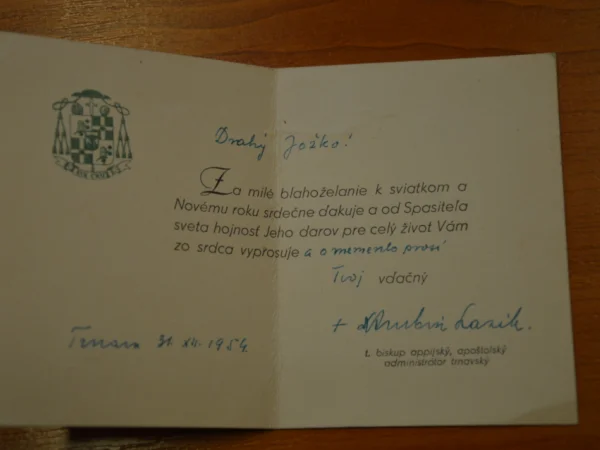 Drahý Jožko!
Za milé blahoželanie k sviatkom a
Novému roku srdečne ďakuje a od Spasiteľa
sveta hojnosť Jeho darov pre celý život Vám
zo srdca vyprosuje a o memento prosí
Tvoj vďačný
+ Ambróz Lazík.
t. biskup appijský, apoštolský
administrátor trnavský
Trnava 31. XII. 1954.